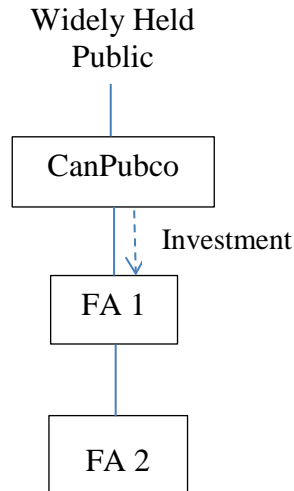 Widely Held
Public
CanPubco
Investment
FA 1
FA 2